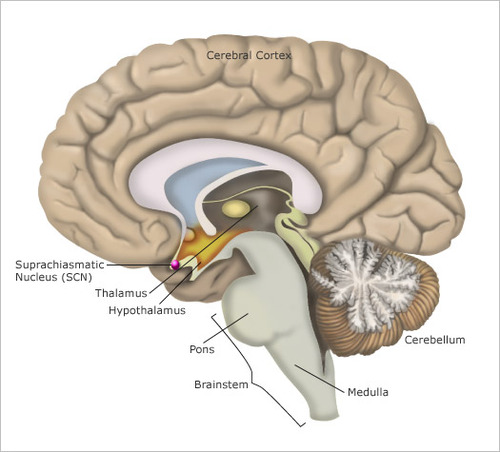 Cerebral Cortex
Suprachiasmatic
Nucleus (SCN)
Thalamus
Hypothalamus
Pons
Cerebellum
Brainstem
Medulla